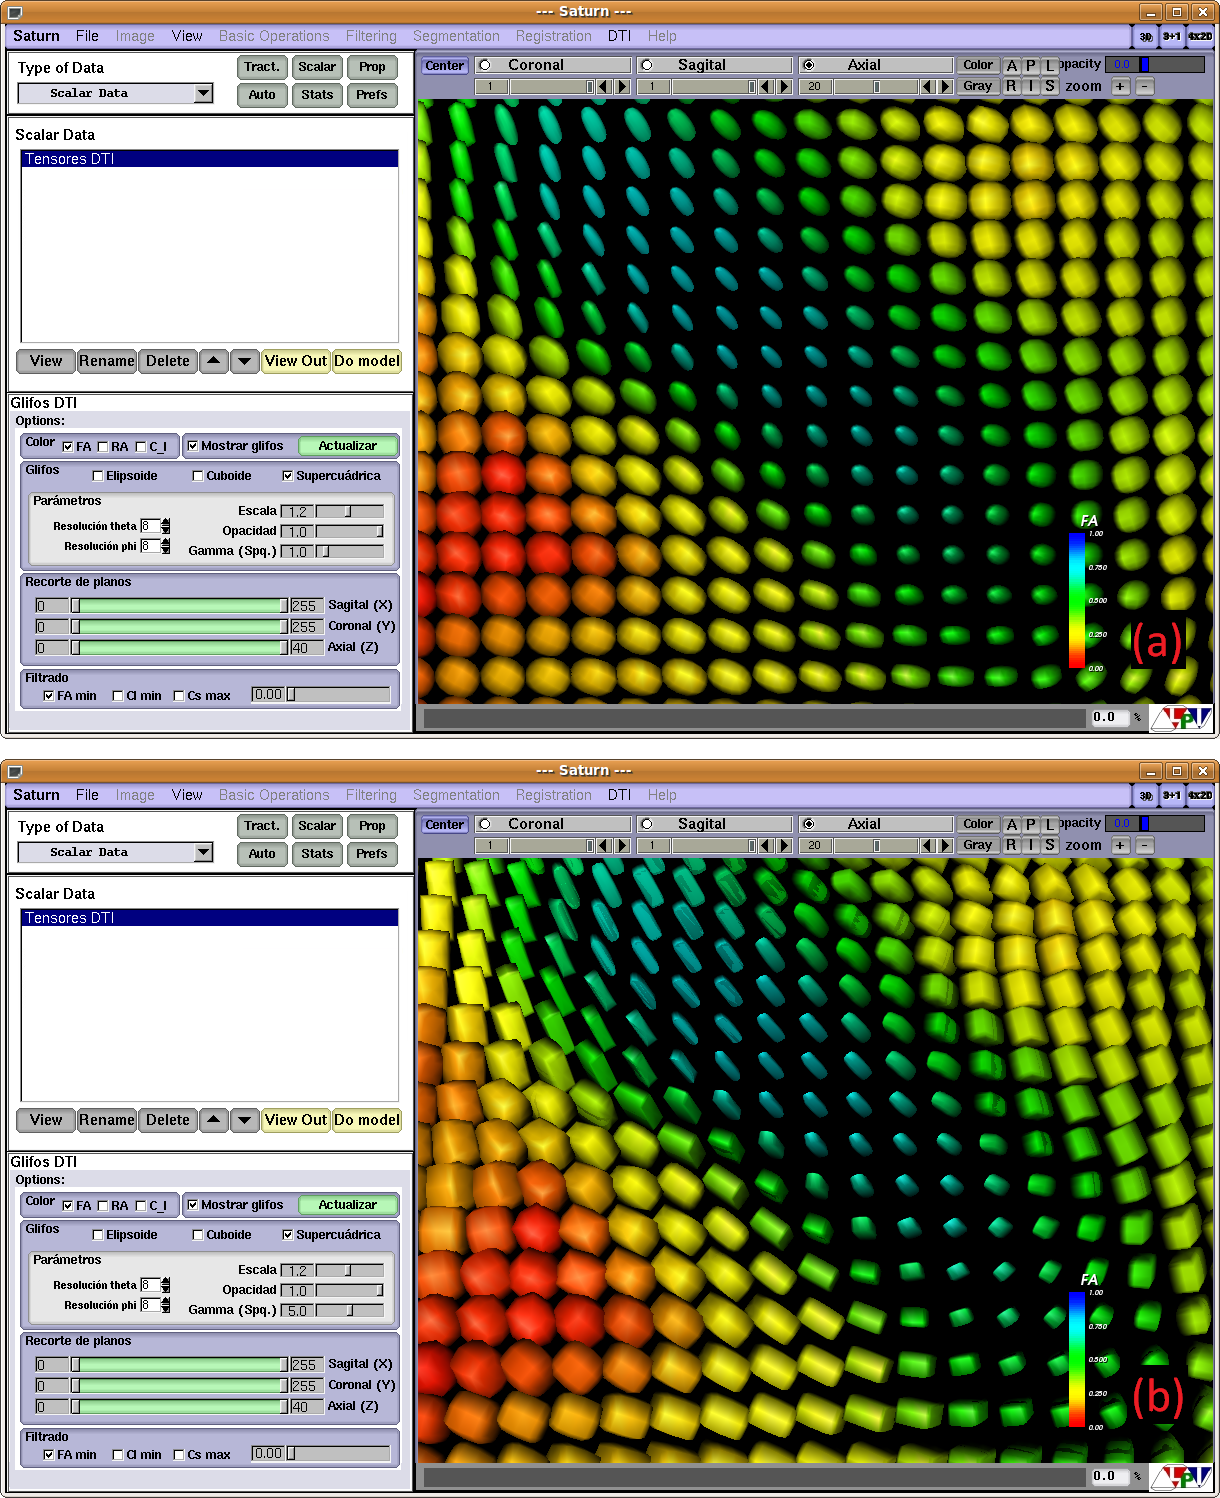 --- Saturn ---
Saturn File Image View Basic Operations Filtering Segmentation Registration DTI Help 3D 3+1 4x2D
Type of Data Tract. Scalar Prop
Scalar Data Auto Stats Prefs
Center Coronal Sagital Axial Color A P L opacity 0.0
1 1 20 Gray R I S zoom + -
Scalar Data
Tensores DTI
View Rename Delete View Out Do model
Glifos DTI
Options:
Color FA RA C_l Mostrar glifos Actualizar
Glifos Elipsoide Cuboide Supercuádrica
Parámetros
Escala 1.2
Resolución theta 8 Opacidad 1.0
Resolución phi 8 Gamma (Spq.) 1.0
Recorte de planos
0 255 Sagital (X)
0 255 Coronal (Y)
0 40 Axial (Z)
Filtrado
FA min Cl min Cs max 0.00
FA
1.00
0.750
0.500
0.250
0.00
(a)
0.0 %
LPI
--- Saturn ---
Saturn File Image View Basic Operations Filtering Segmentation Registration DTI Help 3D 3+1 4x2D
Type of Data Tract. Scalar Prop
Scalar Data Auto Stats Prefs
Center Coronal Sagital Axial Color A P L opacity 0.0
1 1 20 Gray R I S zoom + -
Scalar Data
Tensores DTI
View Rename Delete View Out Do model
Glifos DTI
Options:
Color FA RA C_l Mostrar glifos Actualizar
Glifos Elipsoide Cuboide Supercuádrica
Parámetros
Escala 1.2
Resolución theta 8 Opacidad 1.0
Resolución phi 8 Gamma (Spq.) 5.0
Recorte de planos
0 255 Sagital (X)
0 255 Coronal (Y)
0 40 Axial (Z)
Filtrado
FA min Cl min Cs max 0.00
FA
1.00
0.750
0.500
0.250
0.00
(b)
0.0 %
LPI